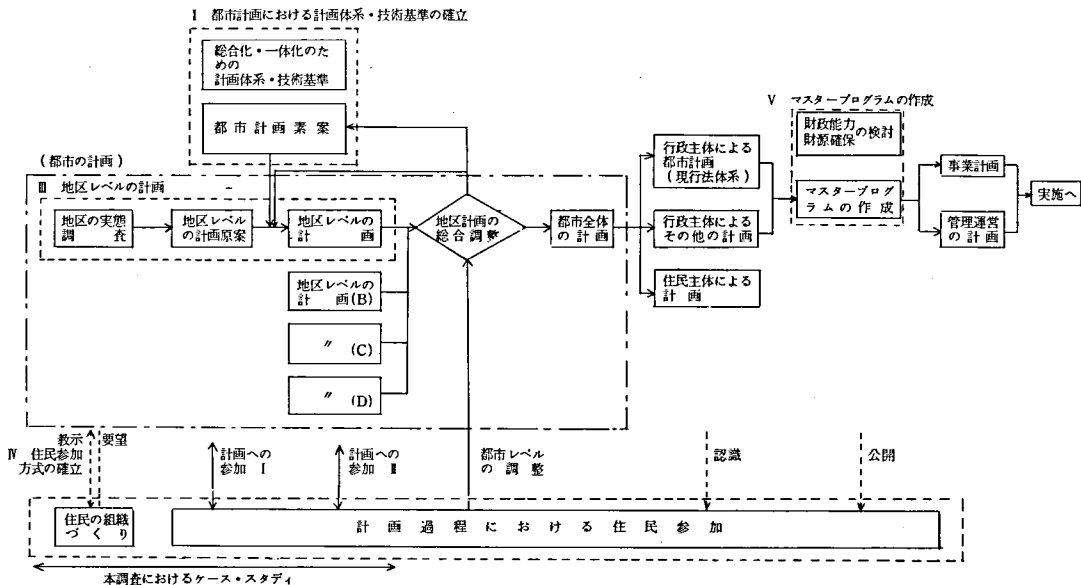 Ⅰ 都市計画における計画体系・技術基準の確立
総合化・一体化のた
めの
計画体系・技術基準
都市計画素案
(都市の計画)
Ⅲ 地区レベルの計画
地区の実態
調査
地区レベル
の計画原案
地区レベルの
計画
地区レベルの
計画(B)
〃 (C)
〃 (D)
地区計画の
総合調整
都市全体
の計画
行政主体による
都市計画
(現行法体系)
行政主体による
その他の計画
住民主体による
計画
Ⅴ マスタープログラムの作成
財政能力
財源確保の検討
マスタープログ
ラムの作成
事業計画
管理運営
の計画
実施へ
教示 要望
Ⅳ 住民参加
方式の確立
計画への
参加 Ⅰ
計画への
参加 Ⅱ
都市レベル
の調整
認識
公開
住民の組織
づくり
計画過程における住民参加
本調査におけるケース・スタディ